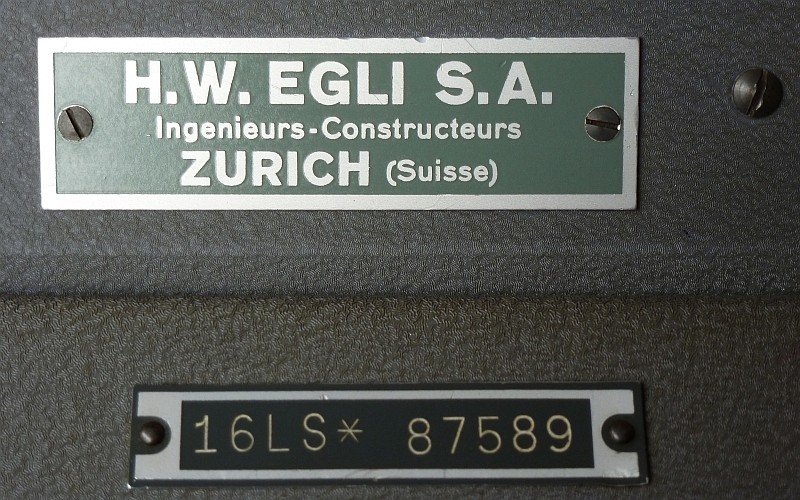 H.W. EGLI S.A.
Ingenieurs-Constructeurs
ZURICH (Suisse)
16LS* 87589